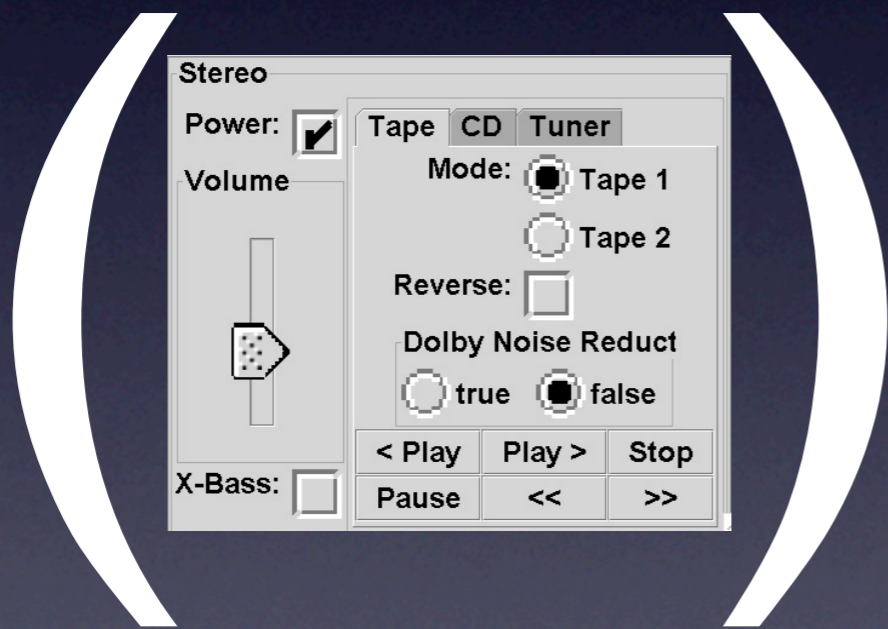 Stereo
Power:
Volume
X-Bass:
Tape CD Tuner
Mode: Tape 1
Tape 2
Reverse:
Dolby Noise Reduct
true false
< Play Play > Stop
Pause << >>